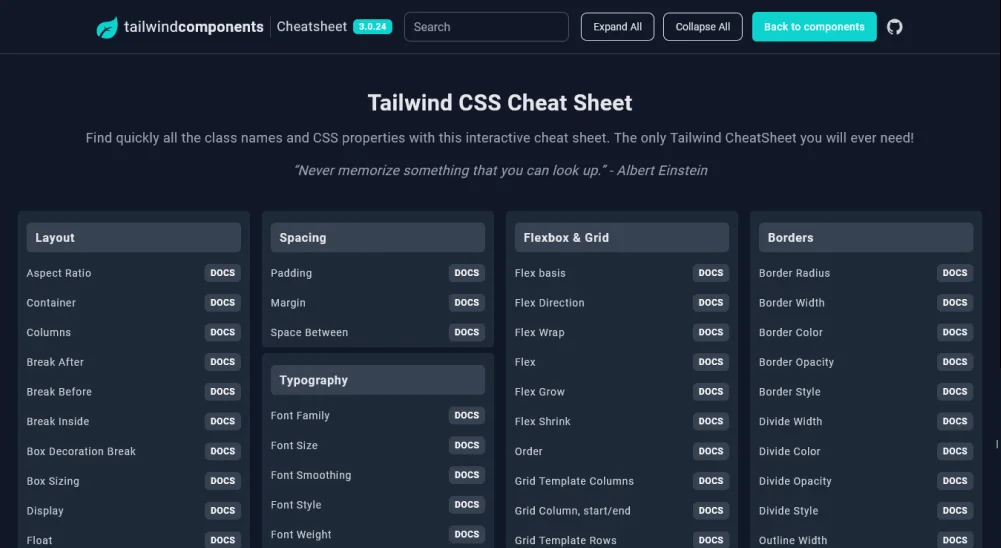 tailwindcomponents Cheatsheet 3.0.24 Search Expand All Collapse All Back to components
Tailwind CSS Cheat Sheet
Find quickly all the class names and CSS properties with this interactive cheat sheet. The only Tailwind CheatSheet you will ever need!
“Never memorize something that you can look up.” - Albert Einstein
Layout
Aspect Ratio DOCS
Container DOCS
Columns DOCS
Break After DOCS
Break Before DOCS
Break Inside DOCS
Box Decoration Break DOCS
Box Sizing DOCS
Display DOCS
Float DOCS
Spacing
Padding DOCS
Margin DOCS
Space Between DOCS
Typography
Font Family DOCS
Font Size DOCS
Font Smoothing DOCS
Font Style DOCS
Font Weight DOCS
Flexbox & Grid
Flex basis DOCS
Flex Direction DOCS
Flex Wrap DOCS
Flex DOCS
Flex Grow DOCS
Flex Shrink DOCS
Order DOCS
Grid Template Columns DOCS
Grid Column, start/end DOCS
Grid Template Rows DOCS
Borders
Border Radius DOCS
Border Width DOCS
Border Color DOCS
Border Opacity DOCS
Border Style DOCS
Divide Width DOCS
Divide Color DOCS
Divide Opacity DOCS
Divide Style DOCS
Outline Width DOCS